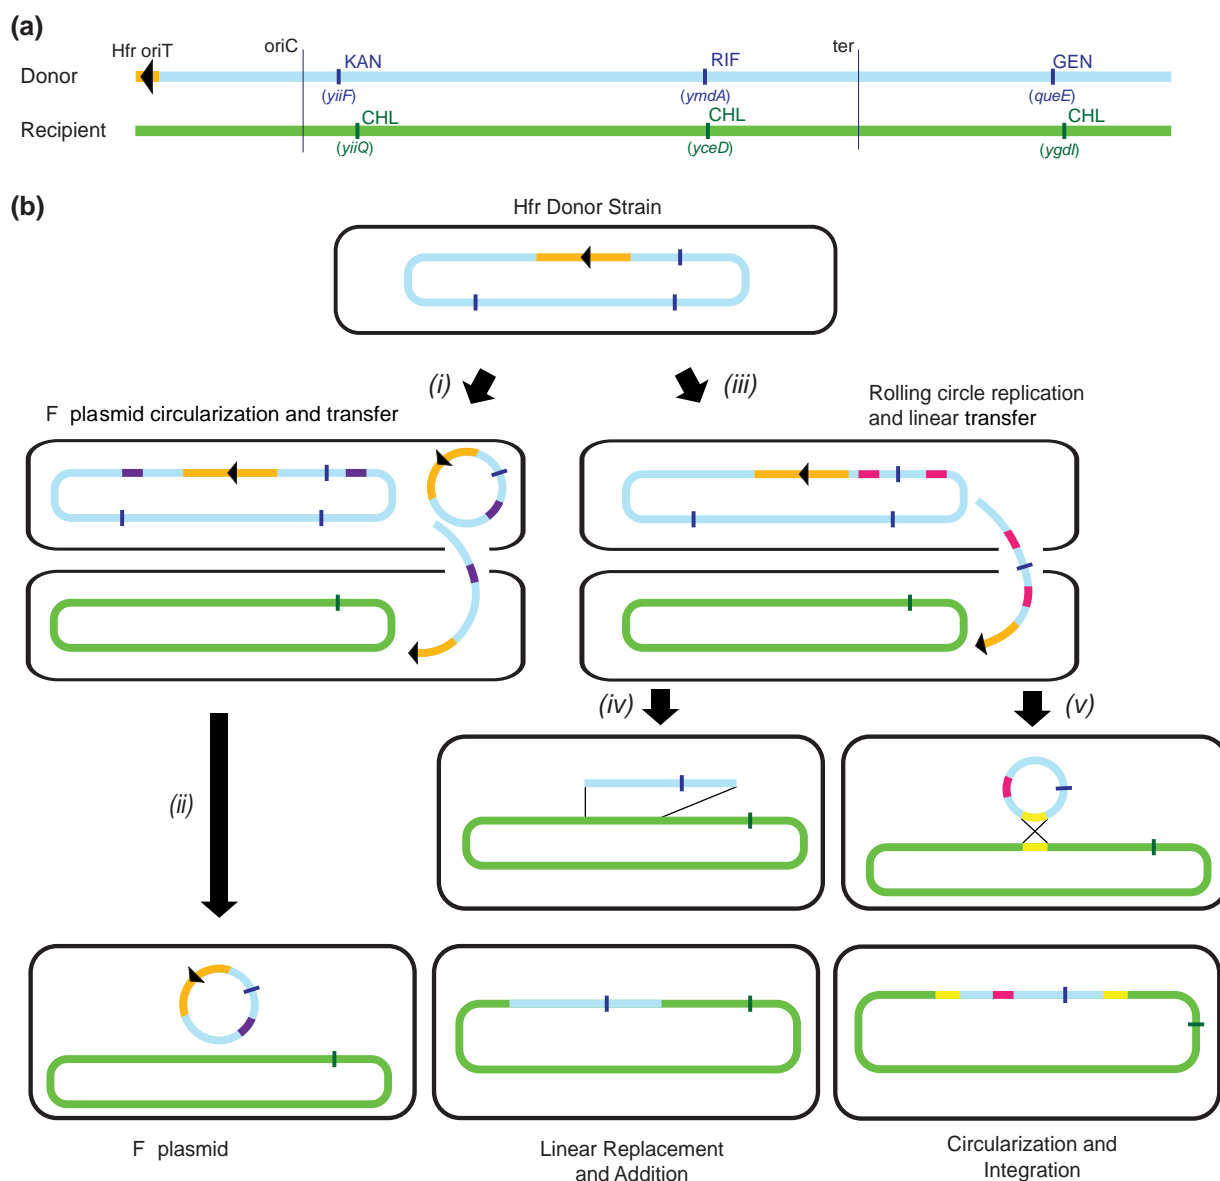 (a)
Hfr oriT
oriC
KAN
RIF
ter
GEN
Donor
(yiiF)
(ymdA)
(queE)
Recipient
CHL
CHL
CHL
(yiiQ)
(yceD)
(ygdI)
(b)
Hfr Donor Strain
(i)
(iii)
F plasmid circularization and transfer
Rolling circle replication
and linear transfer
(iv)
(v)
(ii)
F plasmid
Linear Replacement
and Addition
Circularization and
Integration